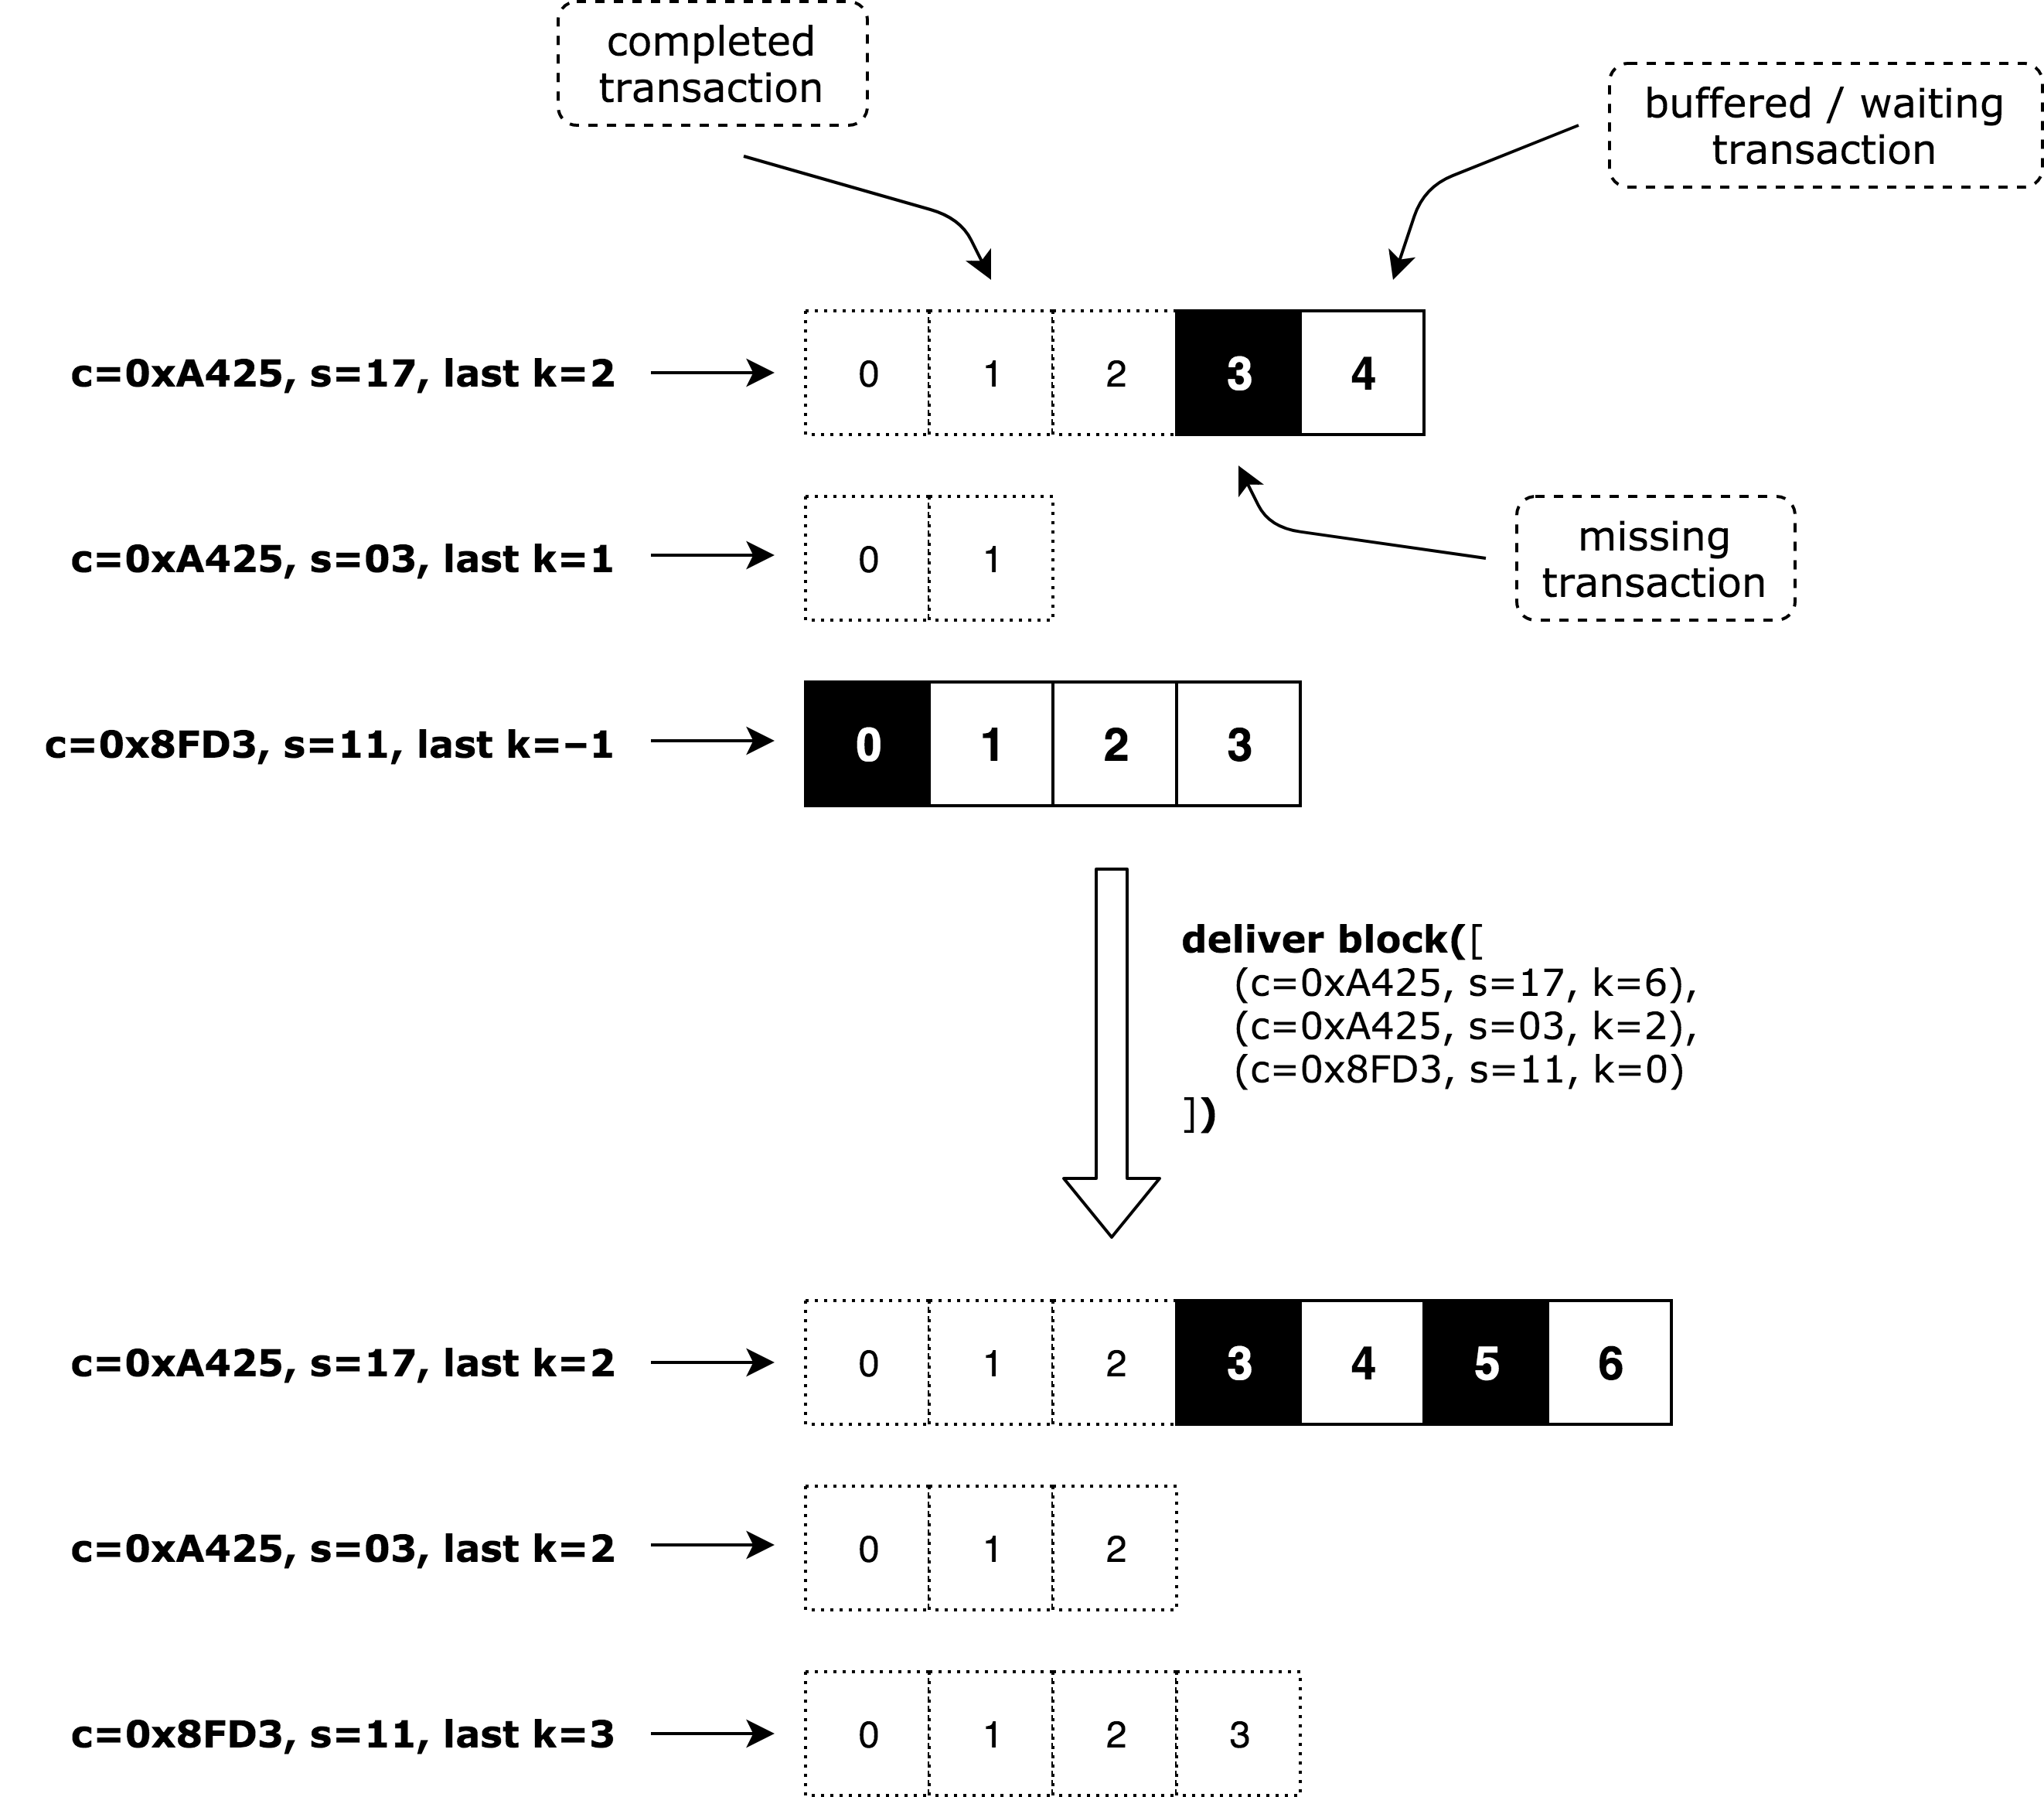 completed
transaction
buffered / waiting
transaction
c=0xA425, s=17, last k=2
0 1 2 3 4
c=0xA425, s=03, last k=1
0 1
missing
transaction
c=0x8FD3, s=11, last k=−1
0 1 2 3
deliver block([
(c=0xA425, s=17, k=6),
(c=0xA425, s=03, k=2),
(c=0x8FD3, s=11, k=0)
])
c=0xA425, s=17, last k=2
0 1 2 3 4 5 6
c=0xA425, s=03, last k=2
0 1 2
c=0x8FD3, s=11, last k=3
0 1 2 3